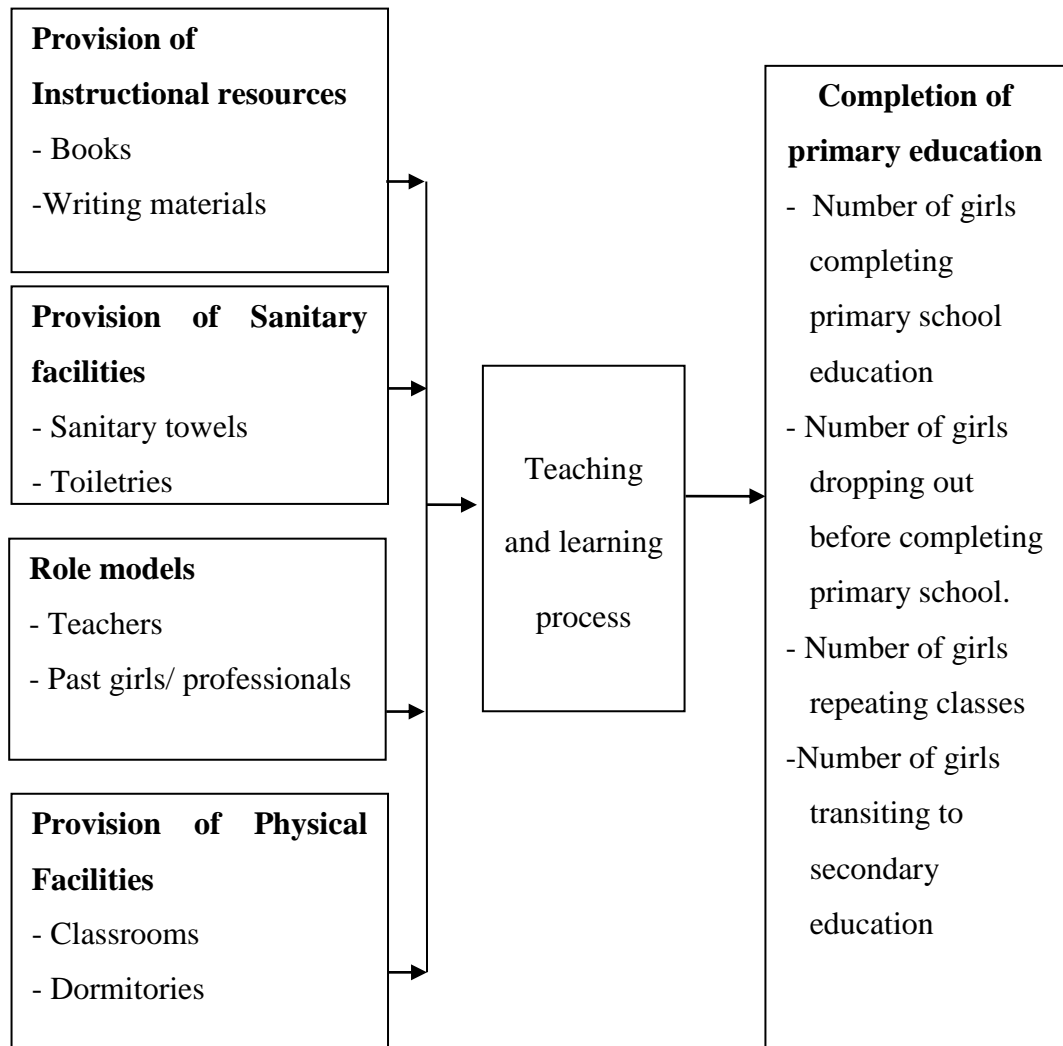 Provision of
Instructional resources
- Books
-Writing materials
Provision of Sanitary
facilities
- Sanitary towels
- Toiletries
Role models
- Teachers
- Past girls/ professionals
Provision of Physical
Facilities
- Classrooms
- Dormitories
Teaching
and learning
process
Completion of
primary education
- Number of girls
completing
primary school
education
- Number of girls
dropping out
before completing
primary school.
- Number of girls
repeating classes
-Number of girls
transiting to
secondary
education